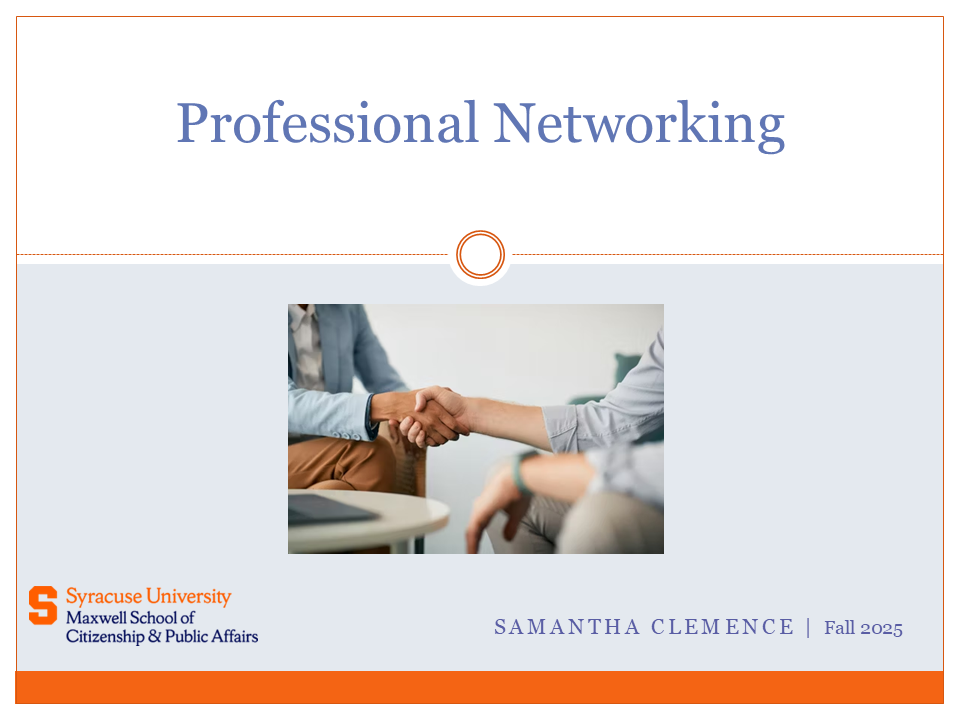 Professional Networking
S
Syracuse University
Maxwell School of
Citizenship & Public Affairs
SAMANTHA CLEMENCE | Fall 2025